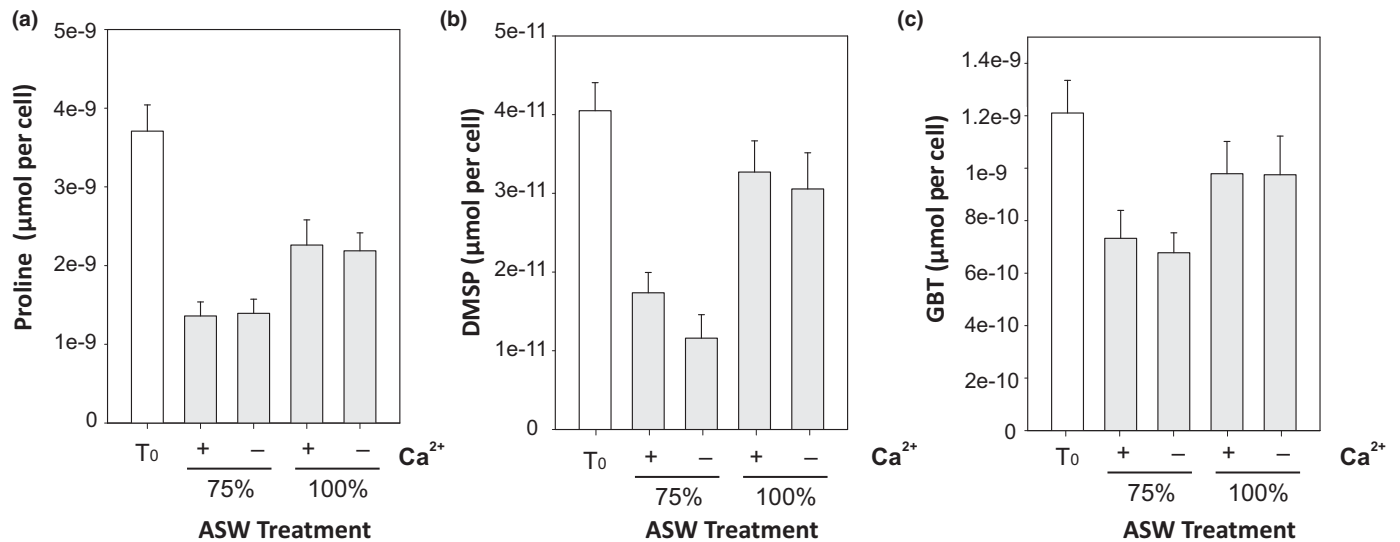 (a)
Proline (µmol per cell)
5e-9
4e-9
3e-9
2e-9
1e-9
0
T0 + − + − Ca2+
75% 100%
ASW Treatment
(b)
DMSP (µmol per cell)
5e-11
4e-11
3e-11
2e-11
1e-11
0
T0 + − + − Ca2+
75% 100%
ASW Treatment
(c)
GBT (µmol per cell)
1.4e-9
1.2e-9
1e-9
8e-10
6e-10
4e-10
2e-10
0
T0 + − + − Ca2+
75% 100%
ASW Treatment